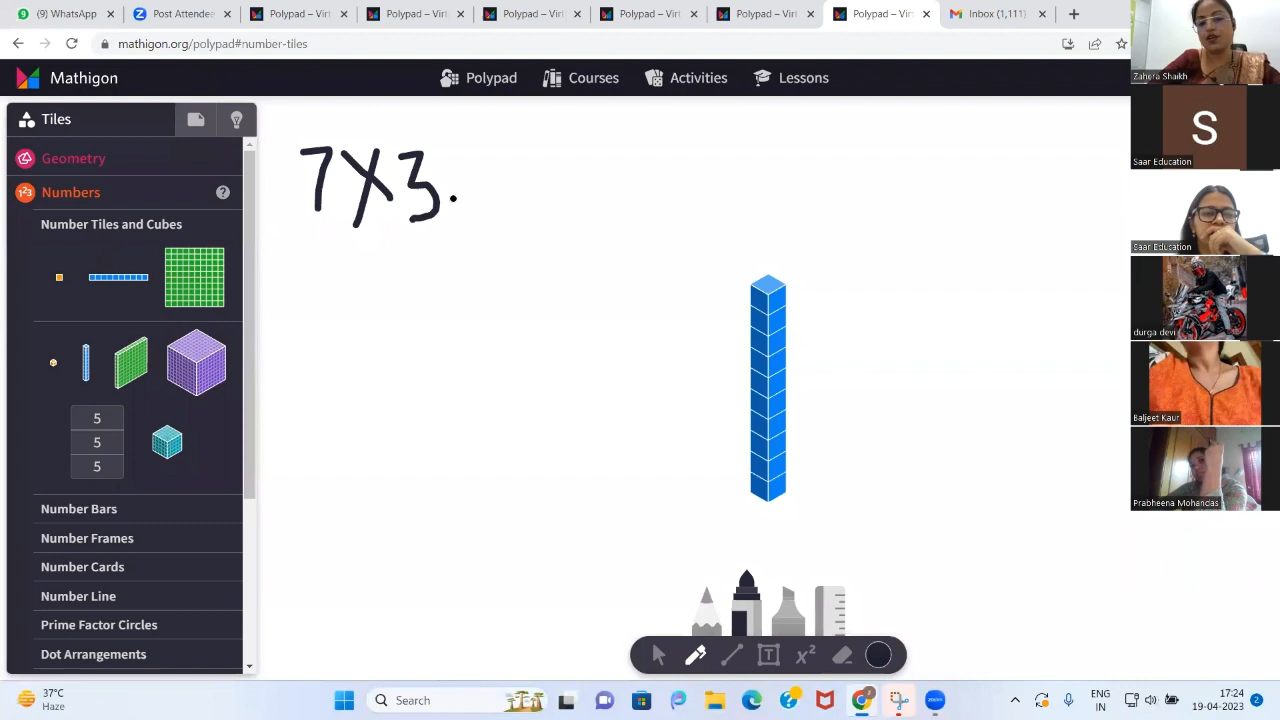 (9) WhatsApp
Post Attendee
Polypad – Virt
Polypad – Virt
Polypad – Virt
Polypad – Virt
Polypad – Virt
Polypad – Virt
Inbox (1,111)
mathigon.org/polypad#number-tiles
Mathigon
Polypad
Courses
Activities
Lessons
Tiles
Geometry
123 Numbers ?
Number Tiles and Cubes
5
5
5
Number Bars
Number Frames
Number Cards
Number Line
Prime Factor Circles
Dot Arrangements
7X3.
T
x²
Zahera Shaikh
S
Saar Education
Saar Education
durga devi
Baljeet Kaur
Prabheena Mohandas
37°C
Haze
Search
ENG
IN
17:24
19-04-2023
2